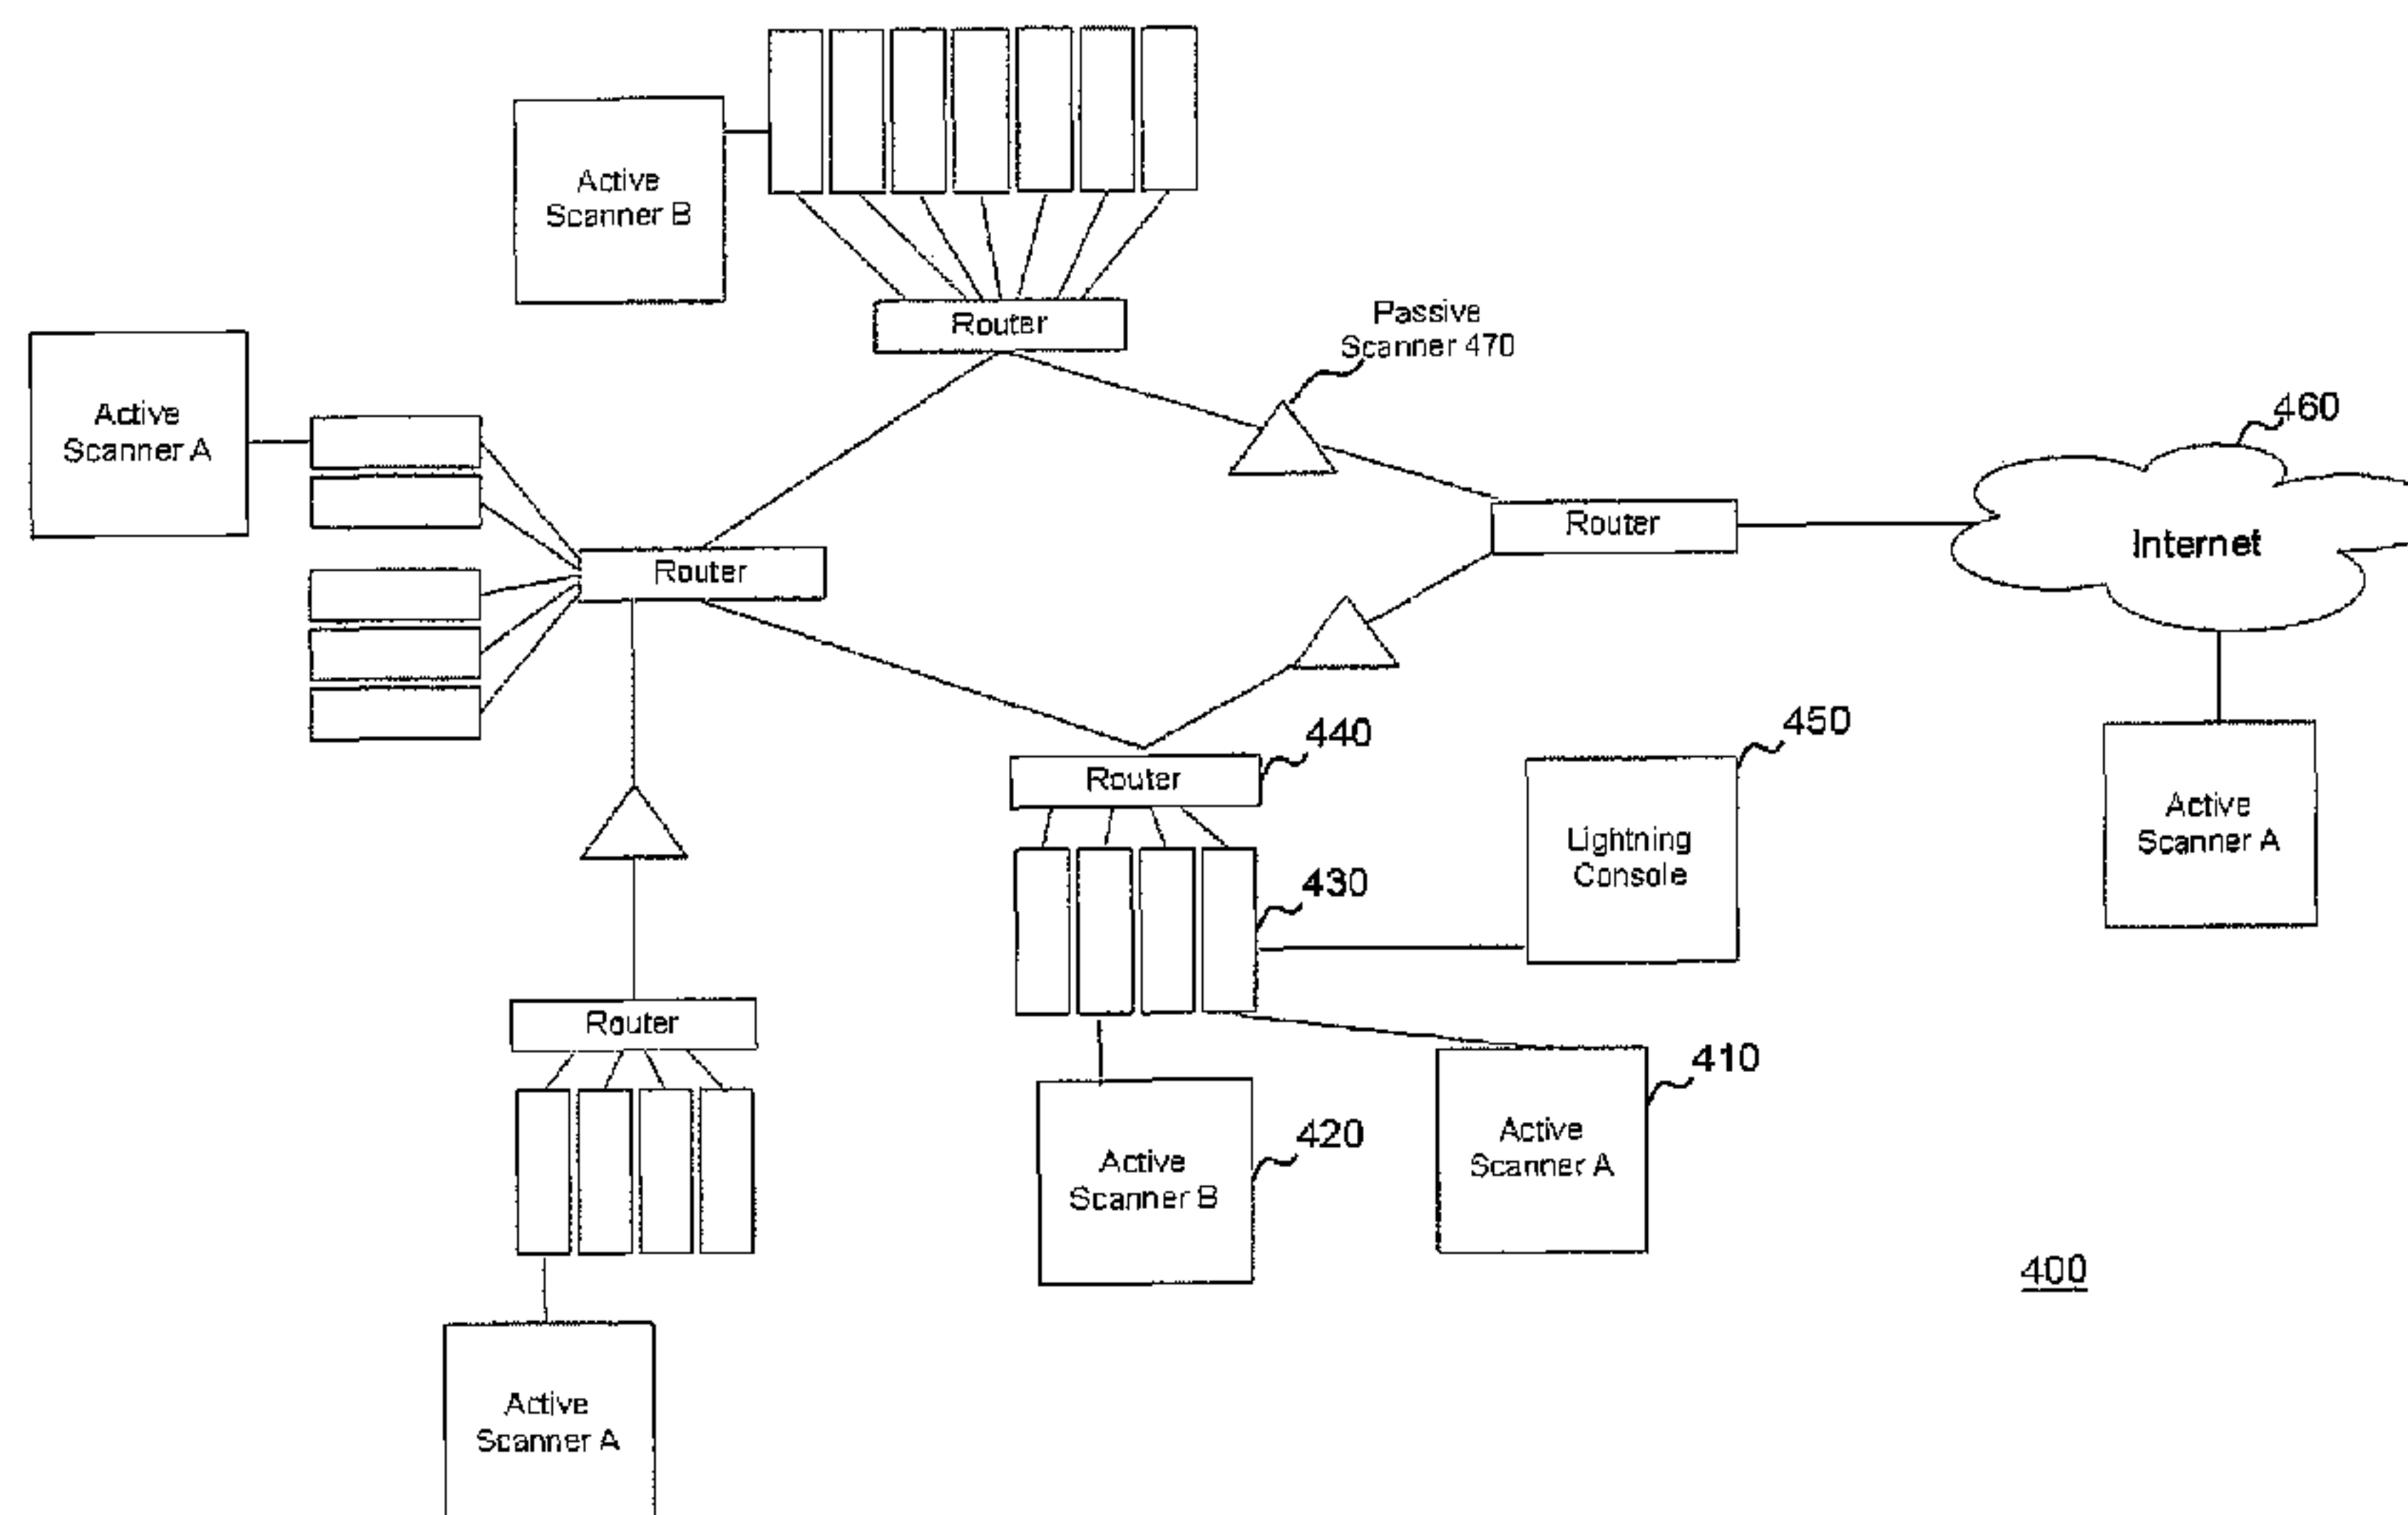 Active
Scanner B
Router
Passive
Scanner 470
Active
Scanner A
460
Router
Internet
Router
440
450
Router
Lightning
Console
Active
Scanner A
430
Router
410
Active
Scanner A
420
Active
Scanner B
400
Active
Scanner A